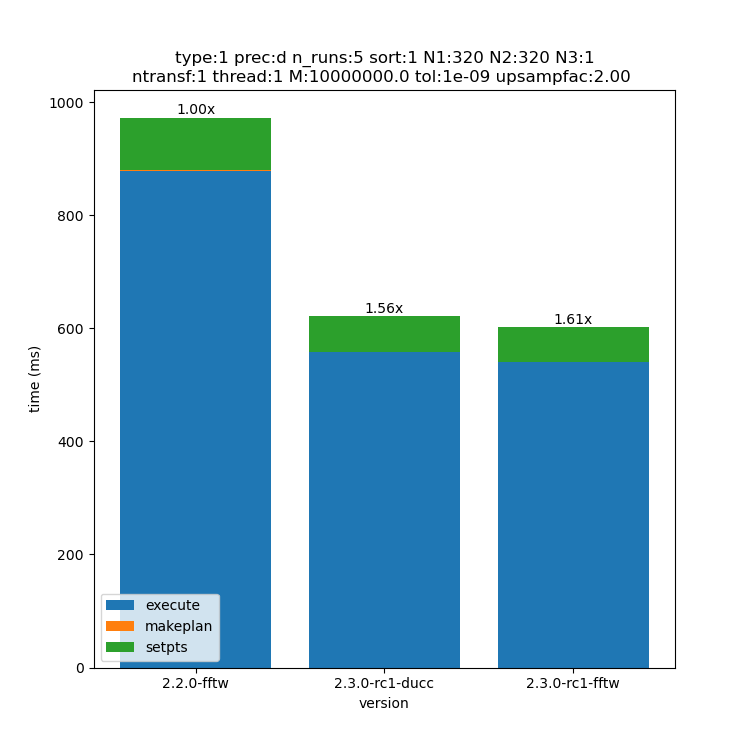 type:1 prec:d n_runs:5 sort:1 N1:320 N2:320 N3:1
ntransf:1 thread:1 M:10000000.0 tol:1e-09 upsampfac:2.00
1000
800
600
400
200
0
time (ms)
1.00x
1.56x
1.61x
execute
makeplan
setpts
2.2.0-fftw
2.3.0-rc1-ducc
2.3.0-rc1-fftw
version